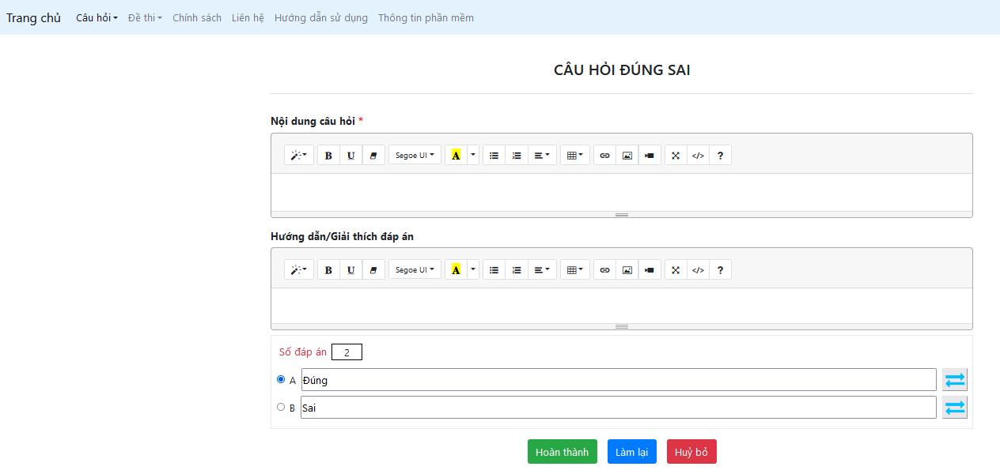 Trang chủ Câu hỏi Đề thi Chính sách Liên hệ Hướng dẫn sử dụng Thông tin phần mềm
CÂU HỎI ĐÚNG SAI
Nội dung câu hỏi *
B U Segoe UI A </> ?
Hướng dẫn/Giải thích đáp án
B U Segoe UI A </> ?
Số đáp án 2
A Đúng
B Sai
Hoàn thành Làm lại Huỷ bỏ